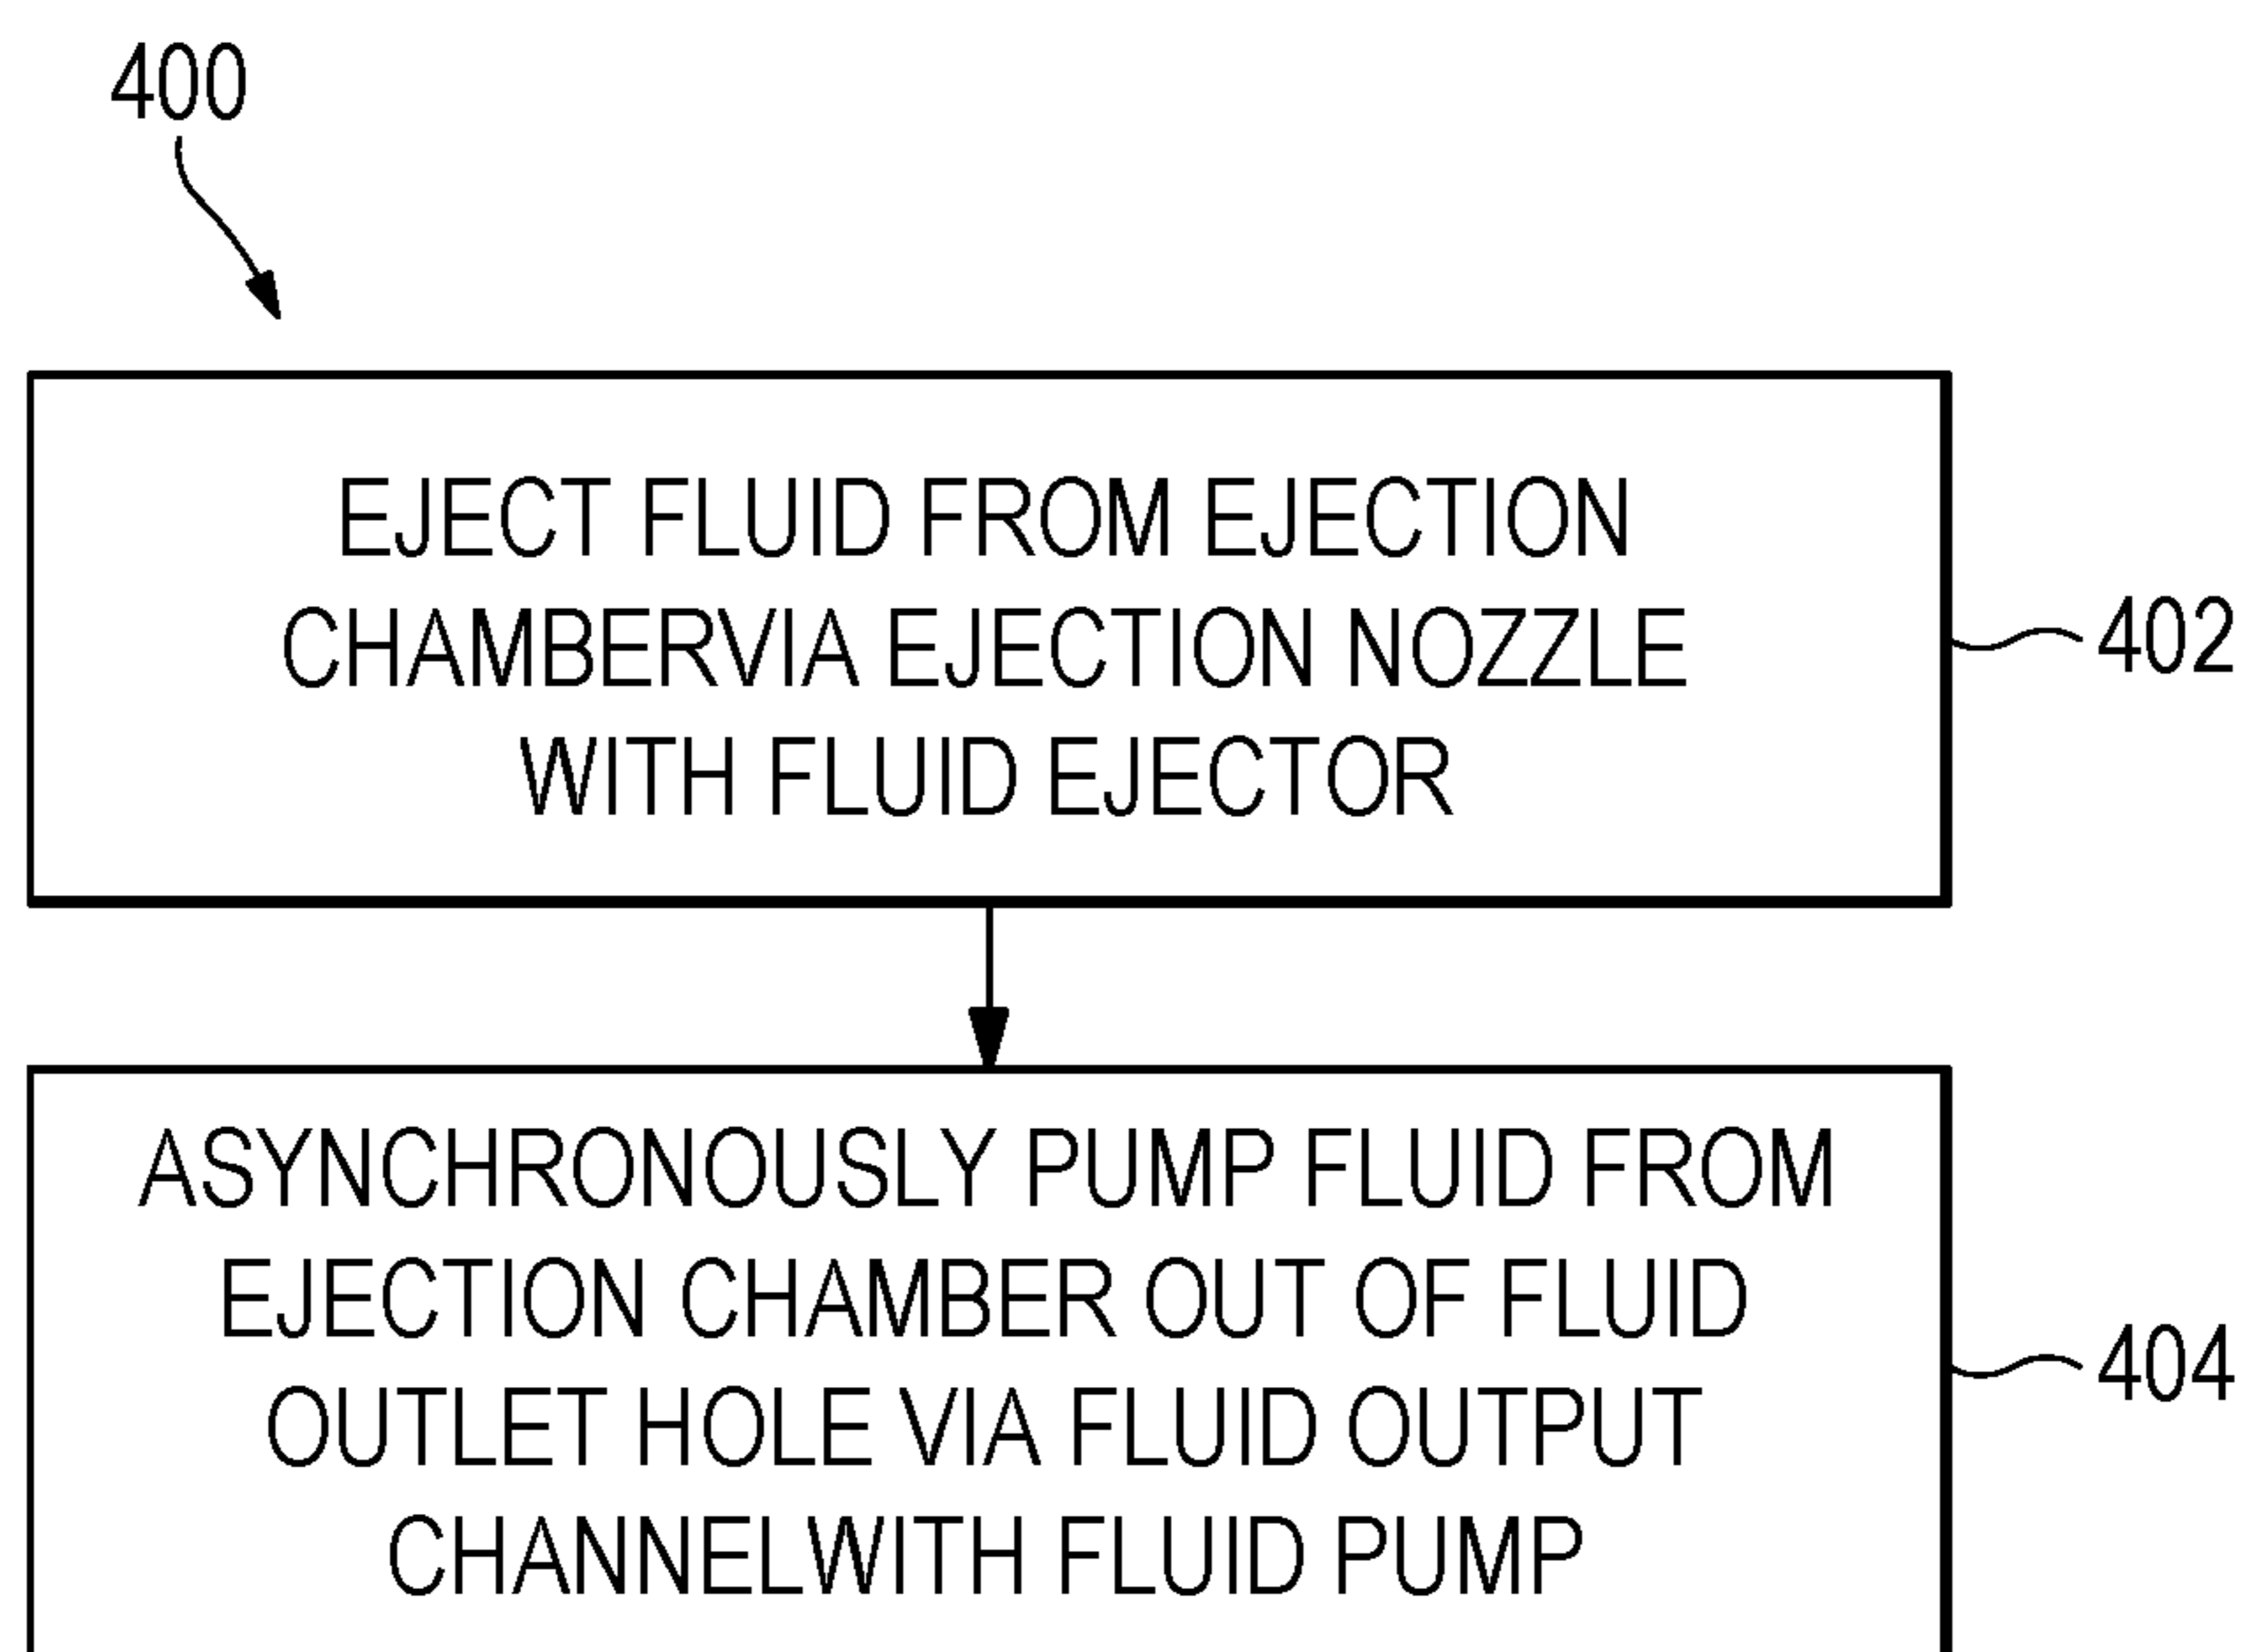 400
EJECT FLUID FROM EJECTION
CHAMBERVIA EJECTION NOZZLE
WITH FLUID EJECTOR
402
ASYNCHRONOUSLY PUMP FLUID FROM
EJECTION CHAMBER OUT OF FLUID
OUTLET HOLE VIA FLUID OUTPUT
CHANNELWITH FLUID PUMP
404